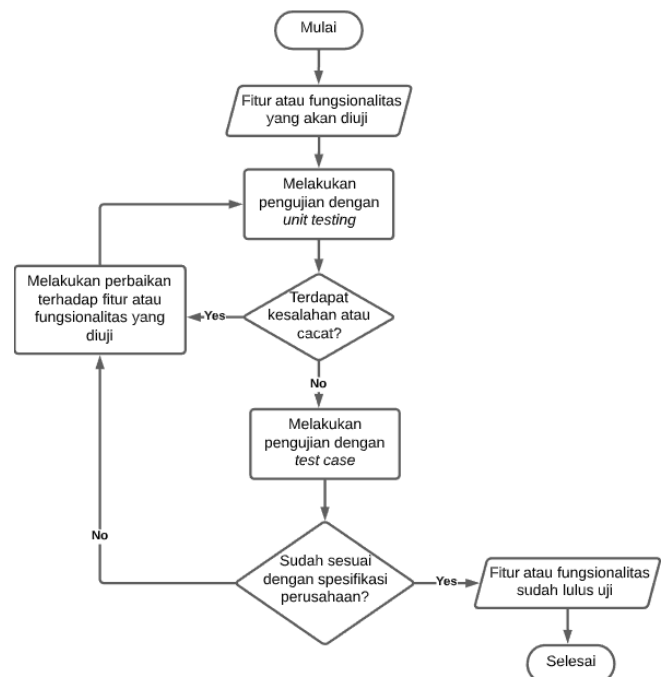 Mulai
Fitur atau fungsionalitas
yang akan diuji
Melakukan
pengujian dengan
unit testing
Melakukan perbaikan
terhadap fitur atau
fungsionalitas yang
diuji
Yes
Terdapat
kesalahan atau
cacat?
No
Melakukan
pengujian dengan
test case
No
Sudah sesuai
dengan spesifikasi
perusahaan?
Yes
Fitur atau fungsionalitas
sudah lulus uji
Selesai